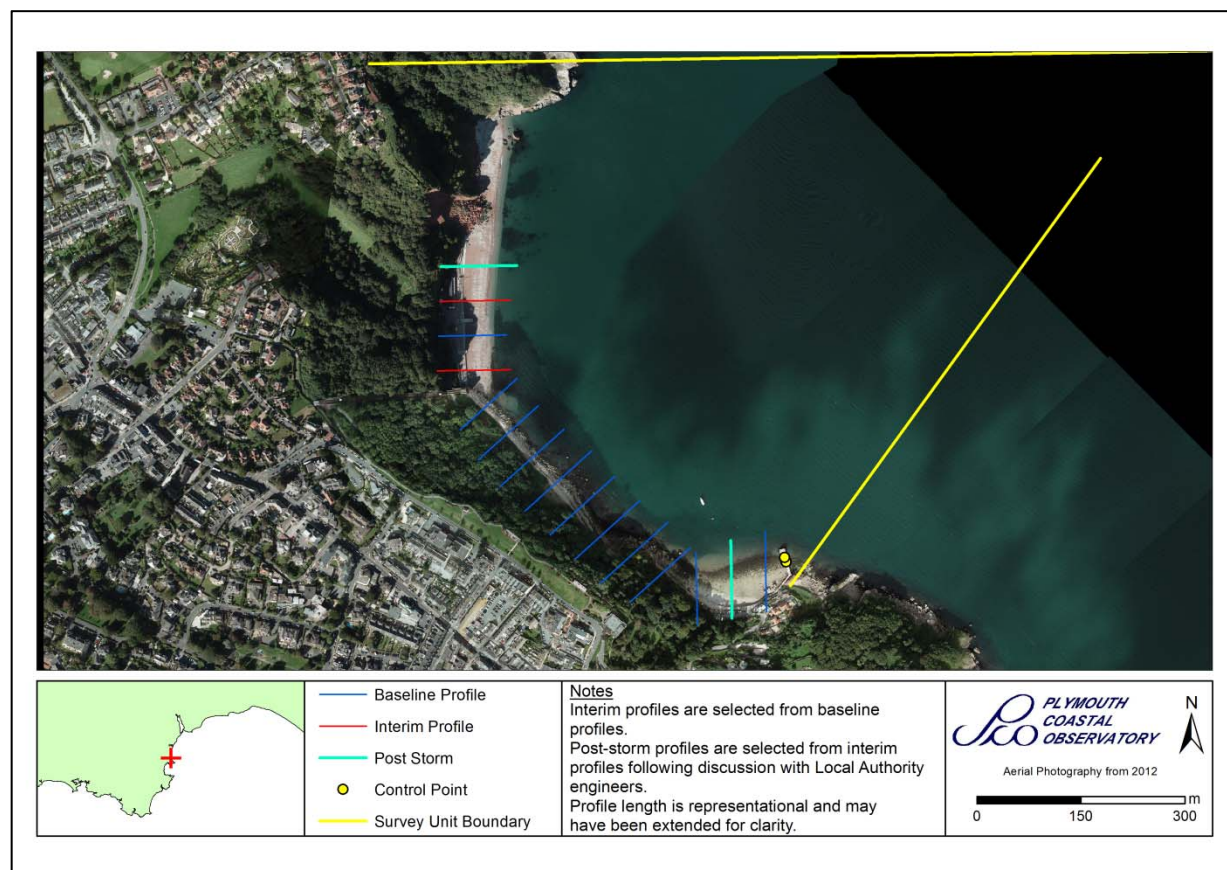 Baseline Profile
Interim Profile
Post Storm
Control Point
Survey Unit Boundary
Notes
Interim profiles are selected from baseline
profiles.
Post-storm profiles are selected from interim
profiles following discussion with Local Authority
engineers.
Profile length is representational and may
have been extended for clarity.
PLYMOUTH
COASTAL
OBSERVATORY
N
Aerial Photography from 2012
m
0 150 300